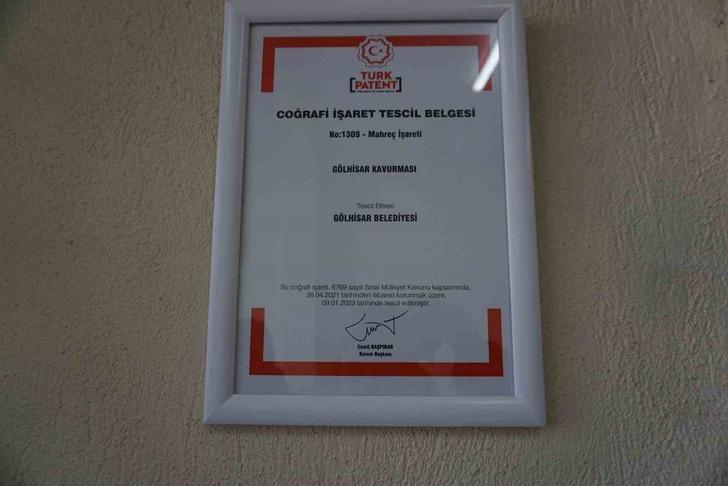 TÜRK
PATENT
COĞRAFİ İŞARET TESCİL BELGESİ
No:1309 - Mahreç İşareti
GÖLHİSAR KAVURMASI
Tescil Ettiren
GÖLHİSAR BELEDİYESİ
Bu coğrafi işaret, 6769 sayılı Sınai Mülkiyet Kanunu kapsamında,
28.04.2021 tarihinden itibaren korunmak üzere,
09.01.2023 tarihinde tescil edilmiştir.
Cemil BAŞPINAR
Kurum Başkanı